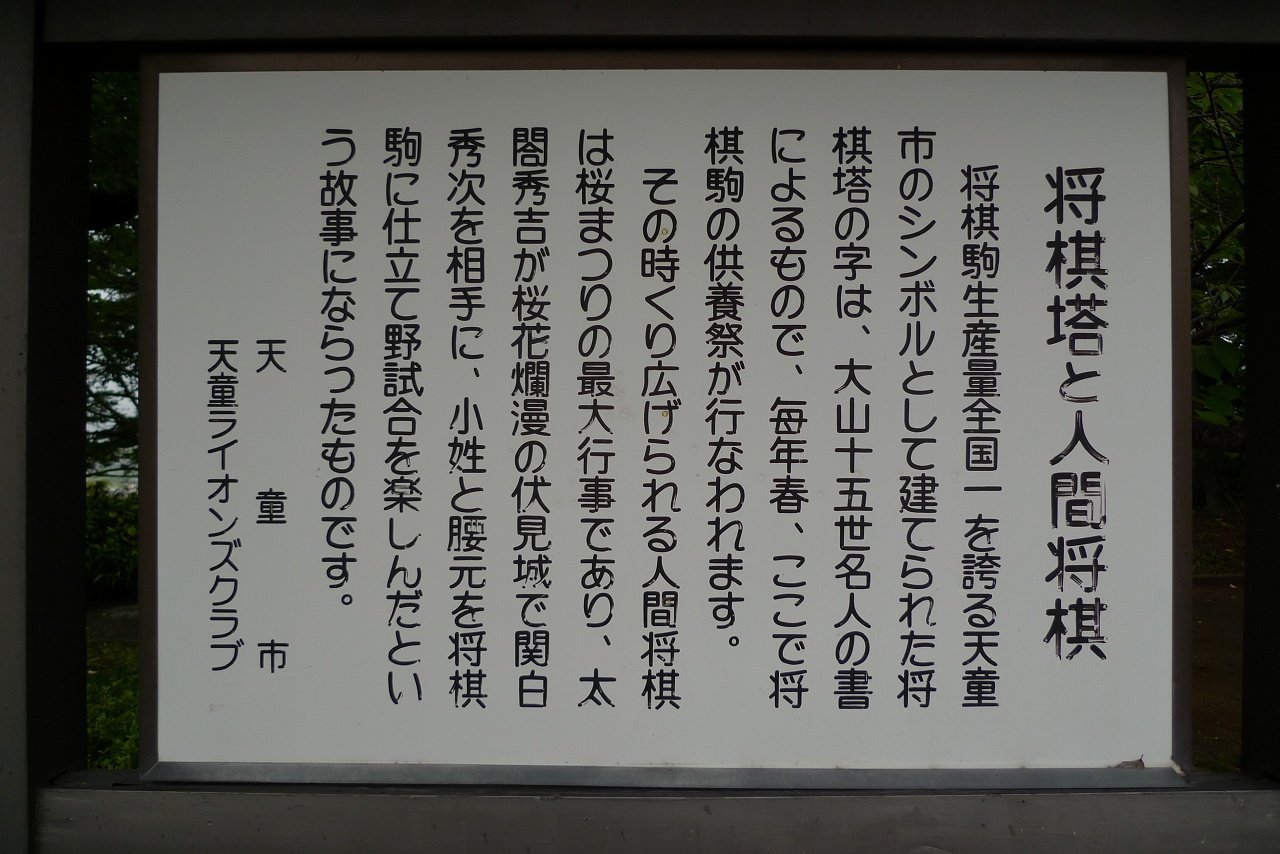 将棋塔と人間将棋
将棋駒生産量全国一を誇る天童
市のシンボルとして建てられた将
棋塔の字は、大山十五世名人の書
によるもので、毎年春、ここで将
棋駒の供養祭が行なわれます。
その時くり広げられる人間将棋
は桜まつりの最大行事であり、太
閤秀吉が桜花爛漫の伏見城で関白
秀次を相手に、小姓と腰元を将棋
駒に仕立て野試合を楽しんだとい
う故事にならったものです。
天童市
天童ライオンズクラブ